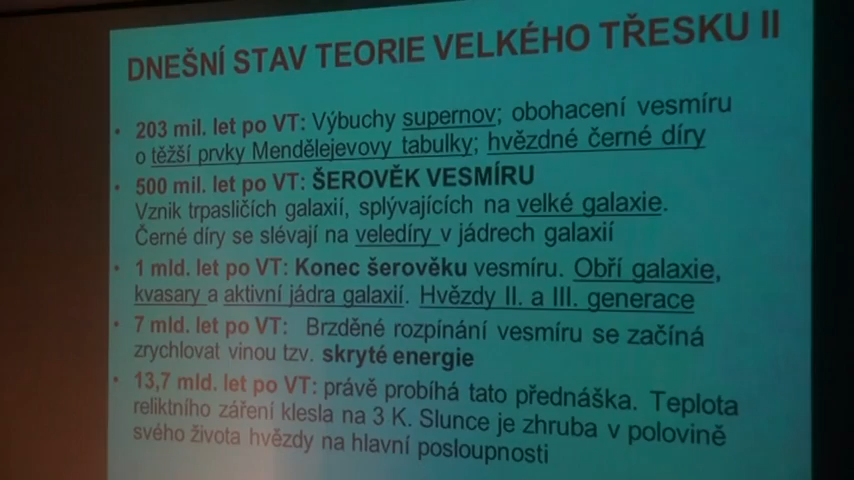 DNEŠNÍ STAV TEORIE VELKÉHO TŘESKU II
• 203 mil. let po VT: Výbuchy supernov; obohacení vesmíru
o těžší prvky Mendělejevovy tabulky; hvězdné černé díry
• 500 mil. let po VT: ŠEROVĚK VESMÍRU
Vznik trpasličích galaxií, splývajících na velké galaxie.
Černé díry se slévají na veledíry v jádrech galaxií
• 1 mld. let po VT: Konec šerověku vesmíru. Obří galaxie,
kvasary a aktivní jádra galaxií. Hvězdy II. a III. generace
• 7 mld. let po VT: Brzděné rozpínání vesmíru se začíná
zrychlovat vinou tzv. skryté energie
• 13,7 mld. let po VT: právě probíhá tato přednáška. Teplota
reliktního záření klesla na 3 K. Slunce je zhruba v polovině
svého života hvězdy na hlavní posloupnosti